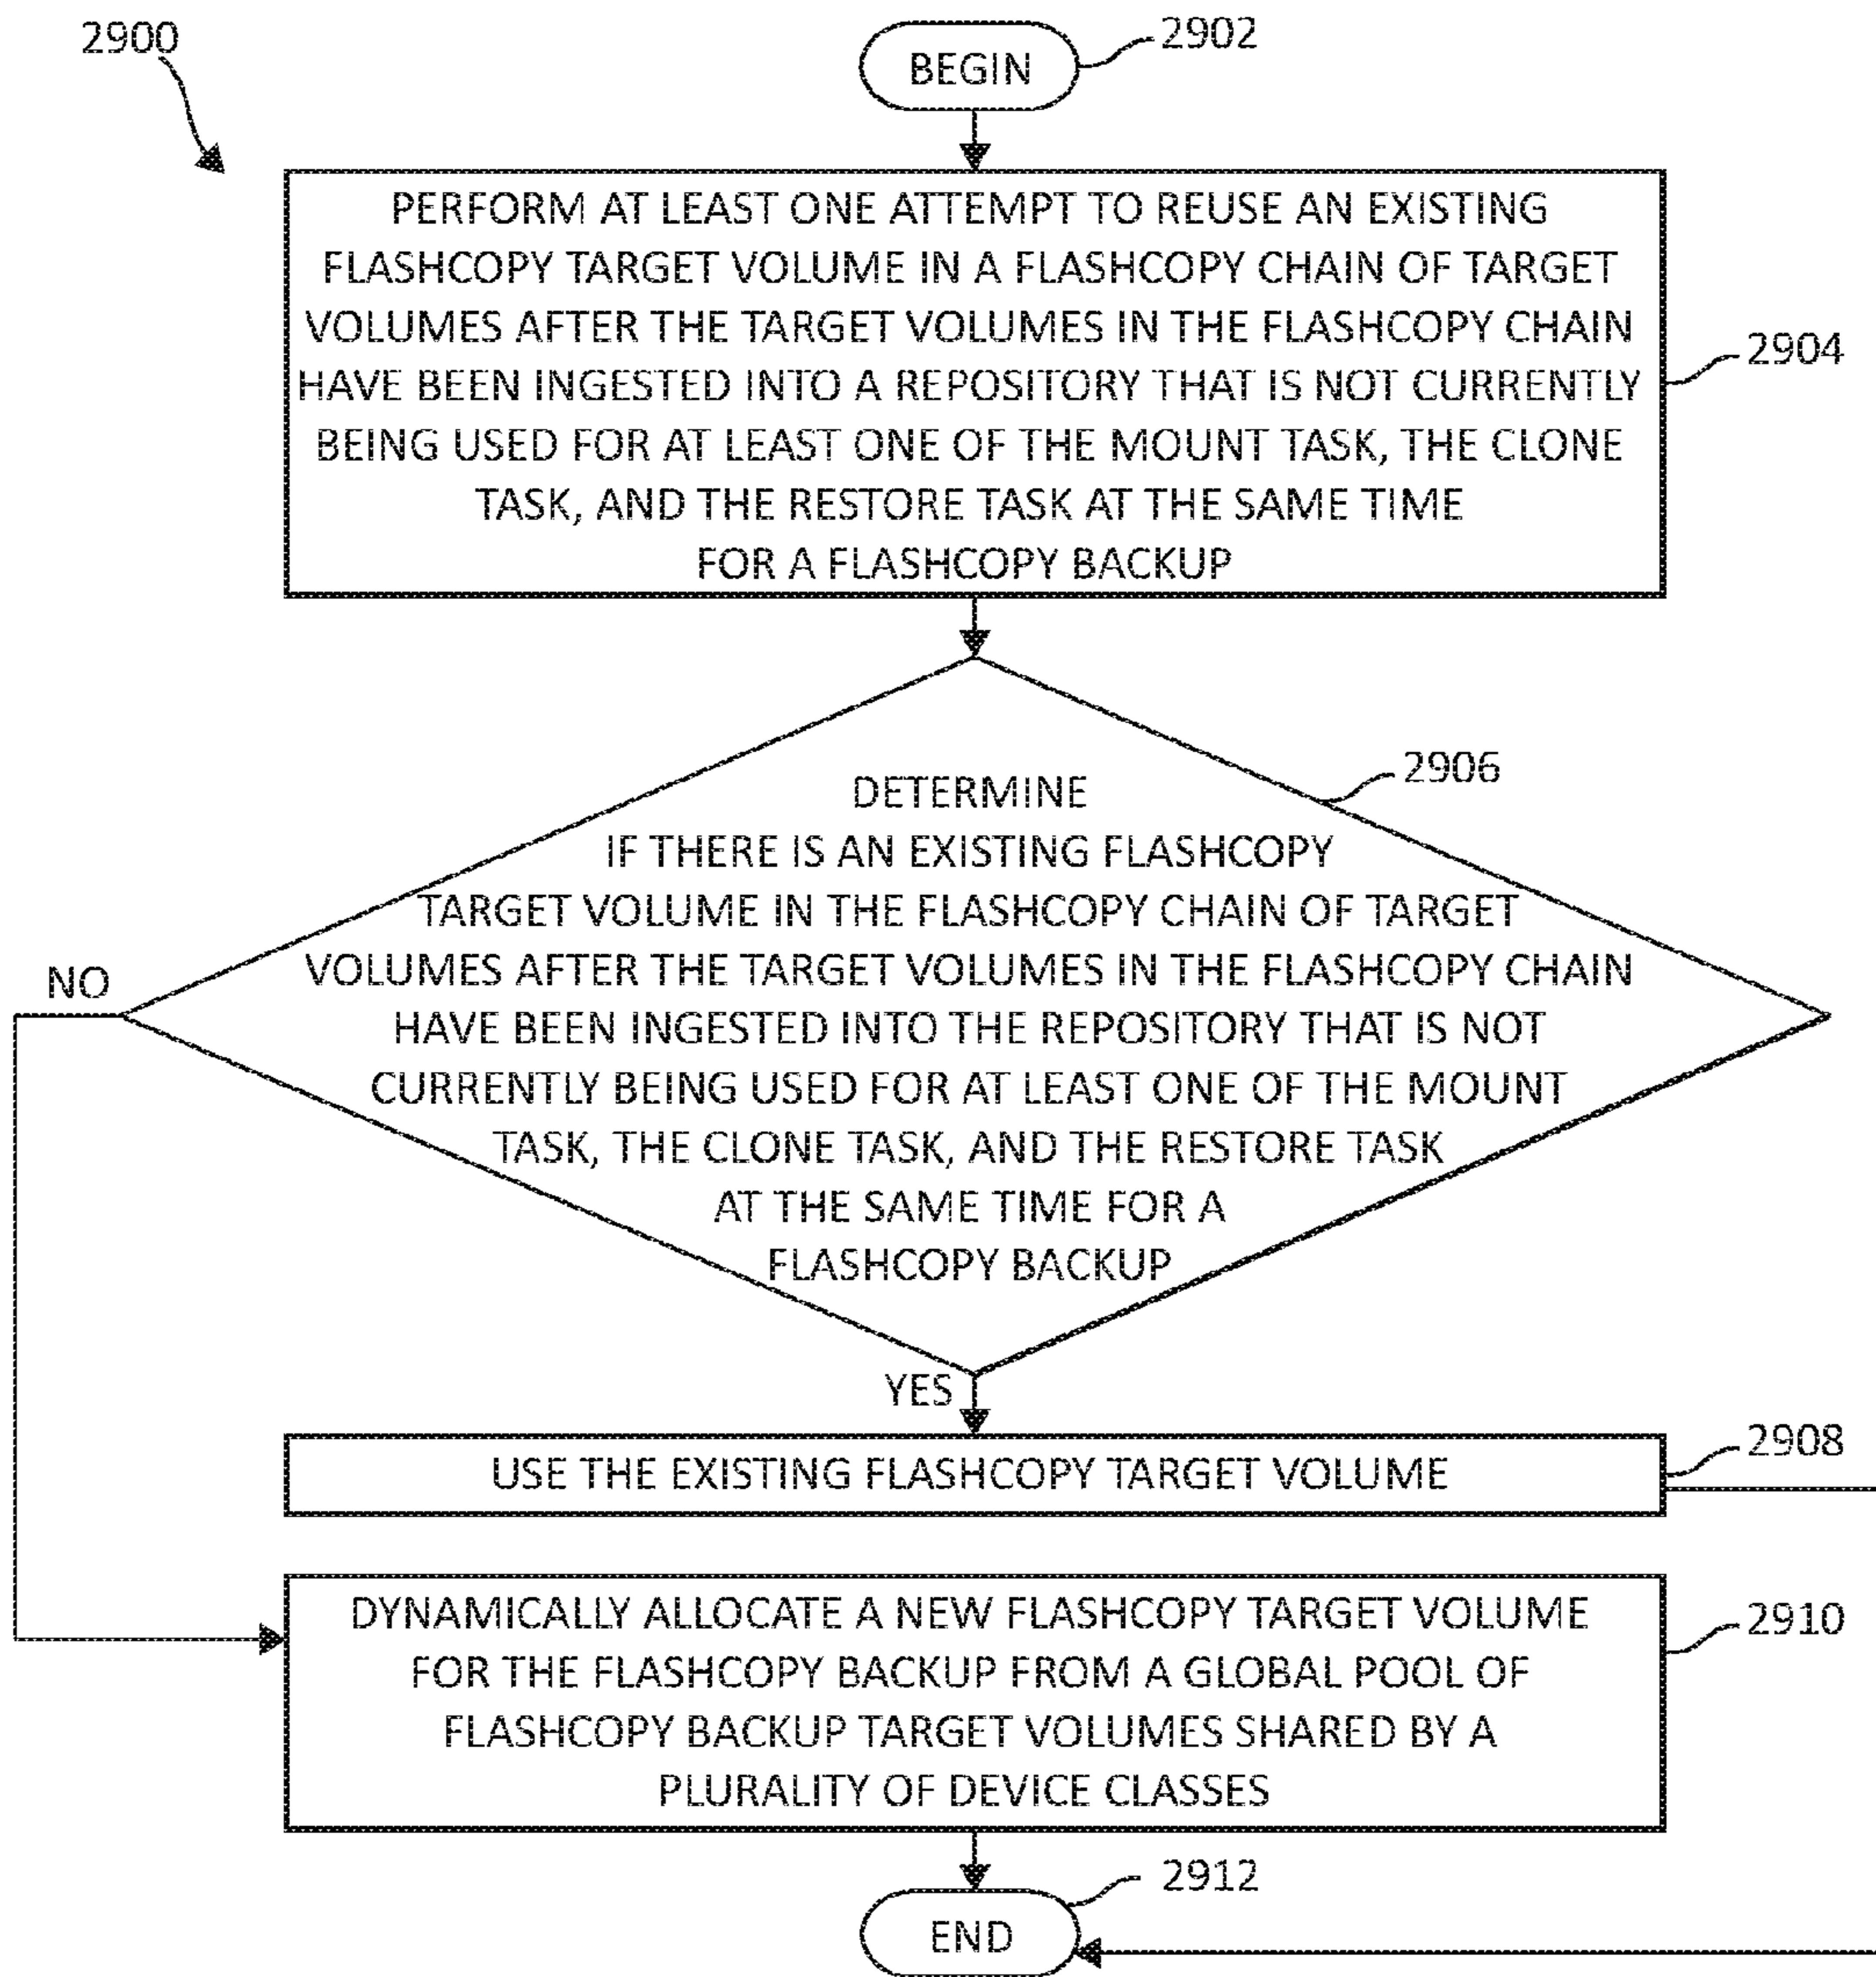 2900
BEGIN
2902
PERFORM AT LEAST ONE ATTEMPT TO REUSE AN EXISTING
FLASHCOPY TARGET VOLUME IN A FLASHCOPY CHAIN OF TARGET
VOLUMES AFTER THE TARGET VOLUMES IN THE FLASHCOPY CHAIN
HAVE BEEN INGESTED INTO A REPOSITORY THAT IS NOT CURRENTLY
BEING USED FOR AT LEAST ONE OF THE MOUNT TASK, THE CLONE
TASK, AND THE RESTORE TASK AT THE SAME TIME
FOR A FLASHCOPY BACKUP
2904
2906
DETERMINE
IF THERE IS AN EXISTING FLASHCOPY
TARGET VOLUME IN THE FLASHCOPY CHAIN OF TARGET
VOLUMES AFTER THE TARGET VOLUMES IN THE FLASHCOPY CHAIN
HAVE BEEN INGESTED INTO THE REPOSITORY THAT IS NOT
CURRENTLY BEING USED FOR AT LEAST ONE OF THE MOUNT
TASK, THE CLONE TASK, AND THE RESTORE TASK
AT THE SAME TIME FOR A
FLASHCOPY BACKUP
NO
YES
USE THE EXISTING FLASHCOPY TARGET VOLUME
2908
DYNAMICALLY ALLOCATE A NEW FLASHCOPY TARGET VOLUME
FOR THE FLASHCOPY BACKUP FROM A GLOBAL POOL OF
FLASHCOPY BACKUP TARGET VOLUMES SHARED BY A
PLURALITY OF DEVICE CLASSES
2910
2912
END